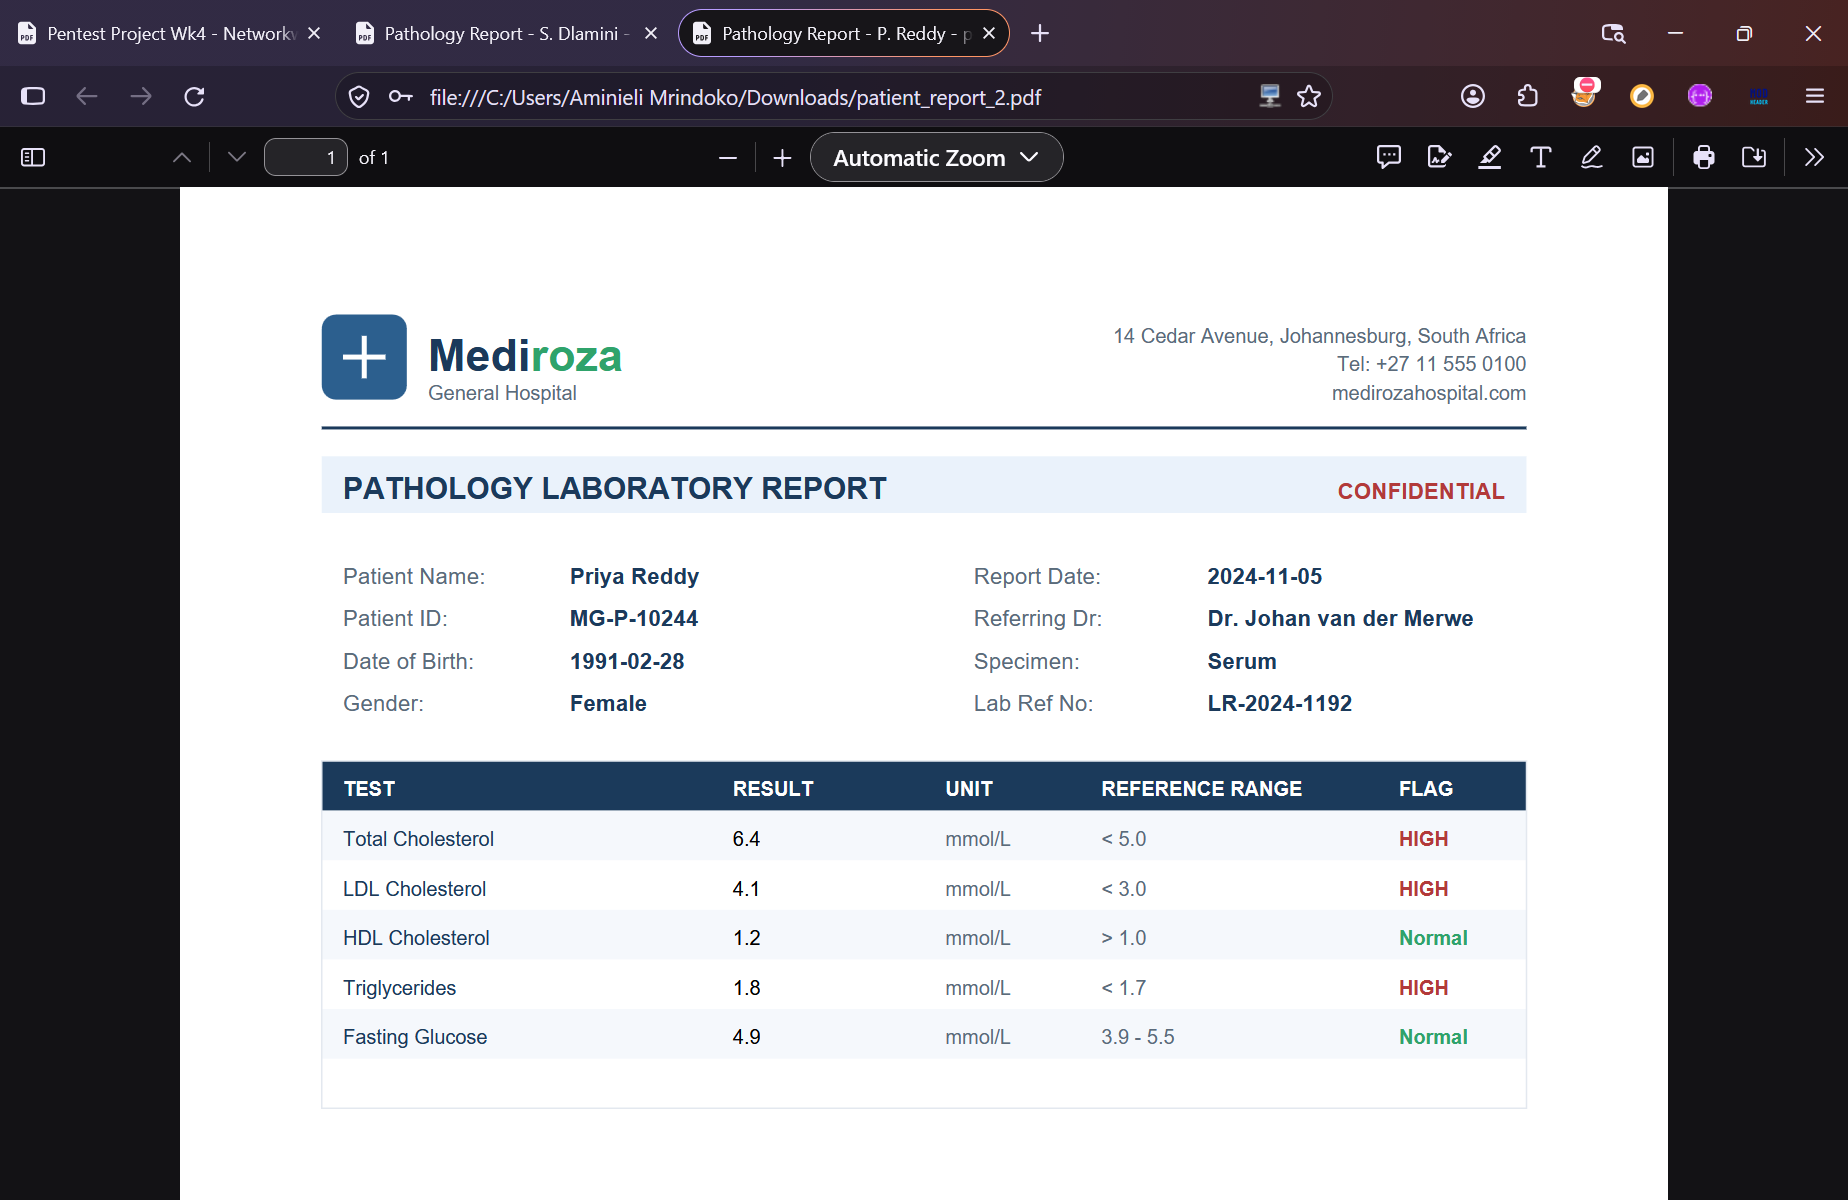 Pentest Project Wk4 - Network
Pathology Report - S. Dlamini -
Pathology Report - P. Reddy - p
file:///C:/Users/Aminieli Mrindoko/Downloads/patient_report_2.pdf
1 of 1
Automatic Zoom
Mediroza
General Hospital
14 Cedar Avenue, Johannesburg, South Africa
Tel: +27 11 555 0100
medirozahospital.com
PATHOLOGY LABORATORY REPORT CONFIDENTIAL
Patient Name: Priya Reddy Report Date: 2024-11-05
Patient ID: MG-P-10244 Referring Dr: Dr. Johan van der Merwe
Date of Birth: 1991-02-28 Specimen: Serum
Gender: Female Lab Ref No: LR-2024-1192
TEST RESULT UNIT REFERENCE RANGE FLAG
Total Cholesterol 6.4 mmol/L < 5.0 HIGH
LDL Cholesterol 4.1 mmol/L < 3.0 HIGH
HDL Cholesterol 1.2 mmol/L > 1.0 Normal
Triglycerides 1.8 mmol/L < 1.7 HIGH
Fasting Glucose 4.9 mmol/L 3.9 - 5.5 Normal